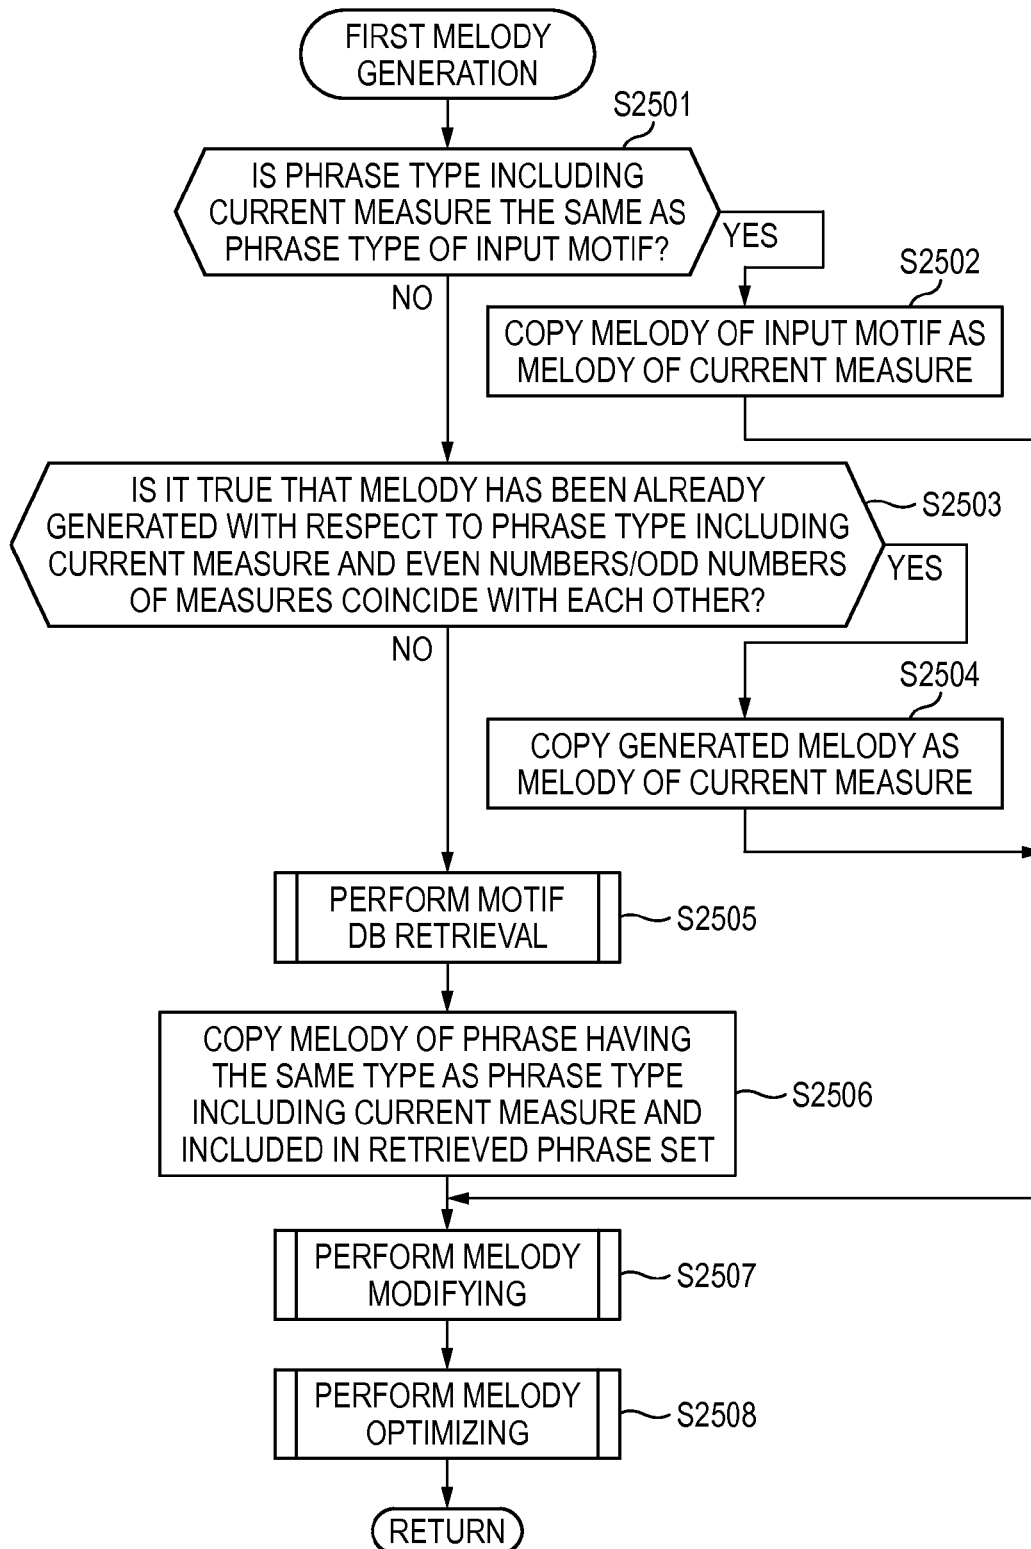 FIRST MELODY
GENERATION
S2501
IS PHRASE TYPE INCLUDING
CURRENT MEASURE THE SAME AS
PHRASE TYPE OF INPUT MOTIF?
YES
NO
S2502
COPY MELODY OF INPUT MOTIF AS
MELODY OF CURRENT MEASURE
IS IT TRUE THAT MELODY HAS BEEN ALREADY
GENERATED WITH RESPECT TO PHRASE TYPE INCLUDING
CURRENT MEASURE AND EVEN NUMBERS/ODD NUMBERS
OF MEASURES COINCIDE WITH EACH OTHER?
S2503
YES
NO
S2504
COPY GENERATED MELODY AS
MELODY OF CURRENT MEASURE
PERFORM MOTIF
DB RETRIEVAL
S2505
COPY MELODY OF PHRASE HAVING
THE SAME TYPE AS PHRASE TYPE
INCLUDING CURRENT MEASURE AND
INCLUDED IN RETRIEVED PHRASE SET
S2506
PERFORM MELODY
MODIFYING
S2507
PERFORM MELODY
OPTIMIZING
S2508
RETURN